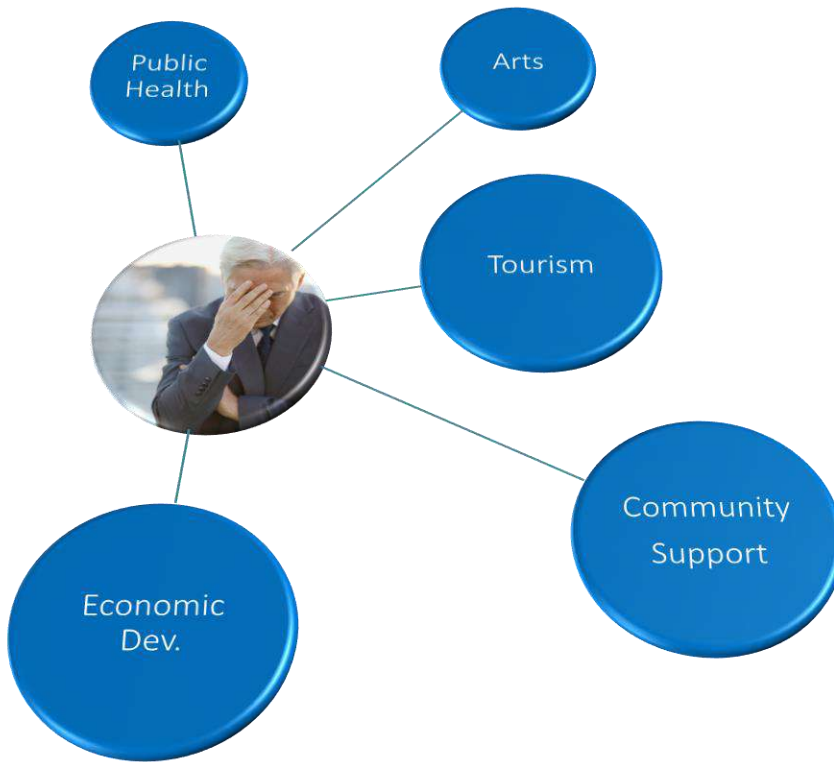 Public
Health
Arts
Tourism
Community
Support
Economic
Dev.